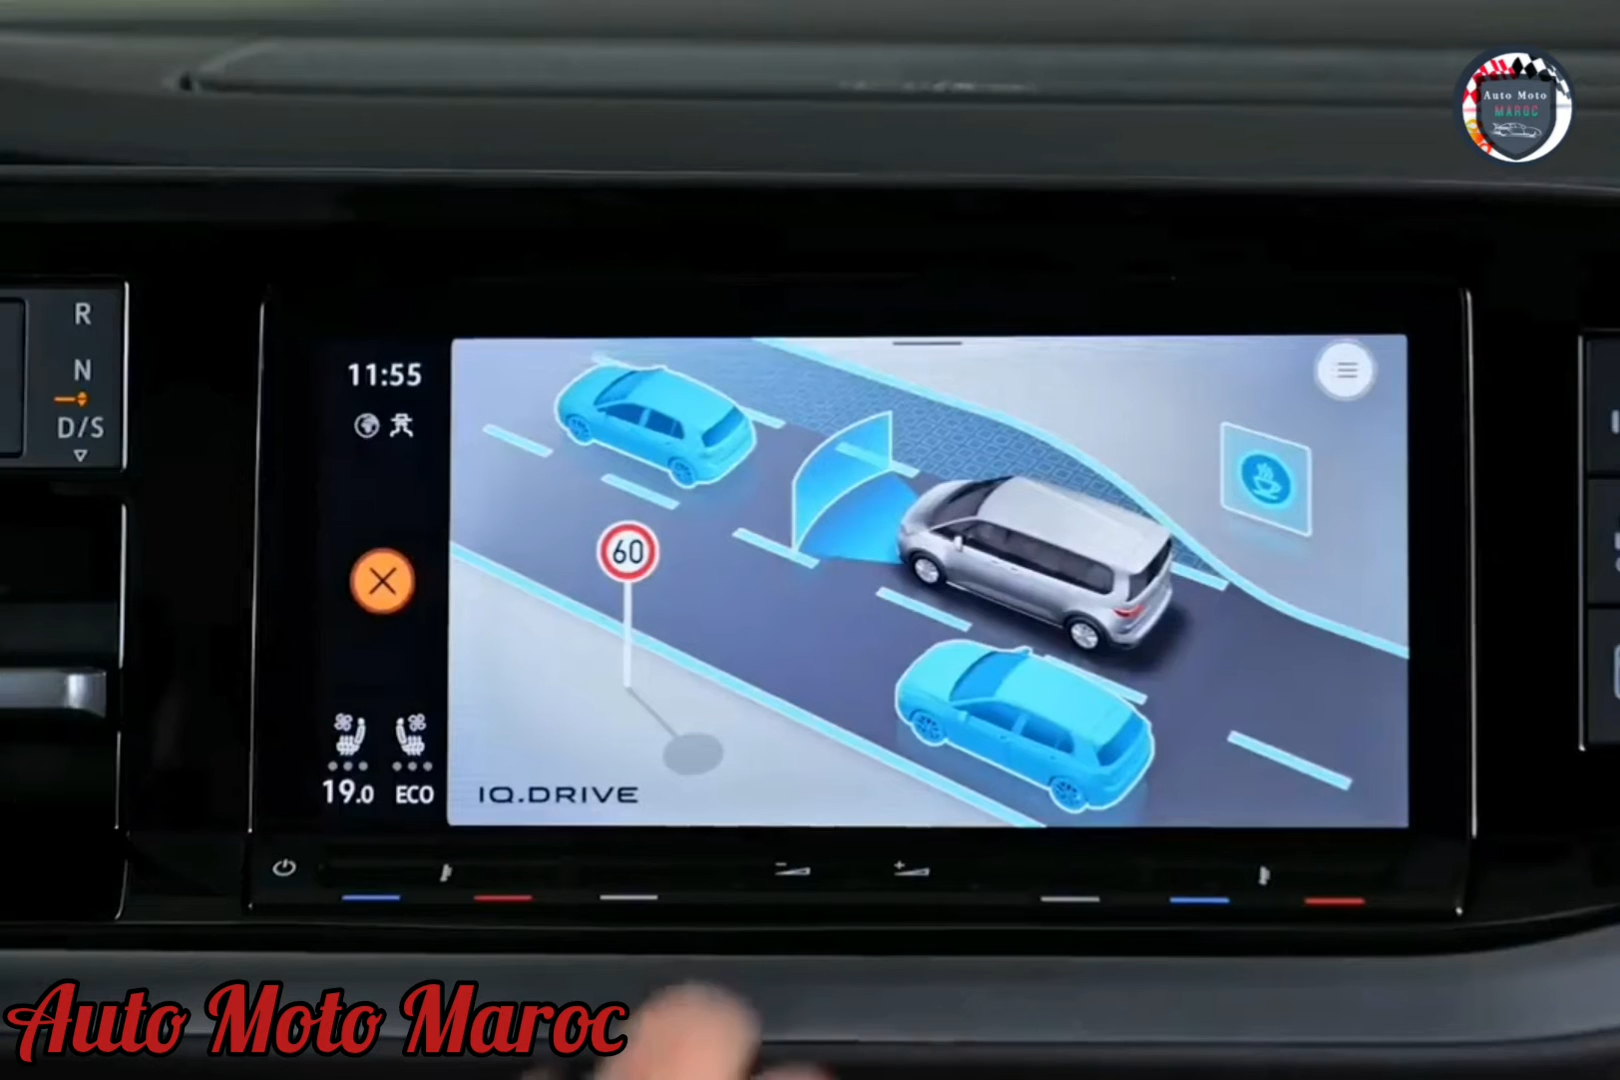 Auto Moto
MAROC
R
N
D/S
11:55
60
19.0
ECO
IQ.DRIVE
Auto Moto Maroc